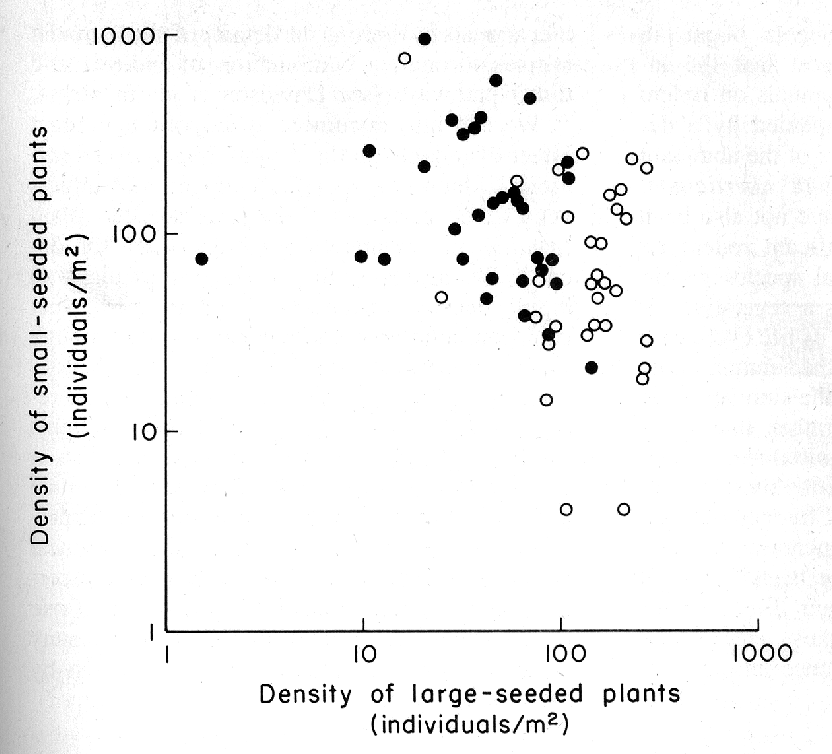 1000
100
10
1
1
10
100
1000
Density of small-seeded plants
(individuals/m²)
Density of large-seeded plants
(individuals/m²)